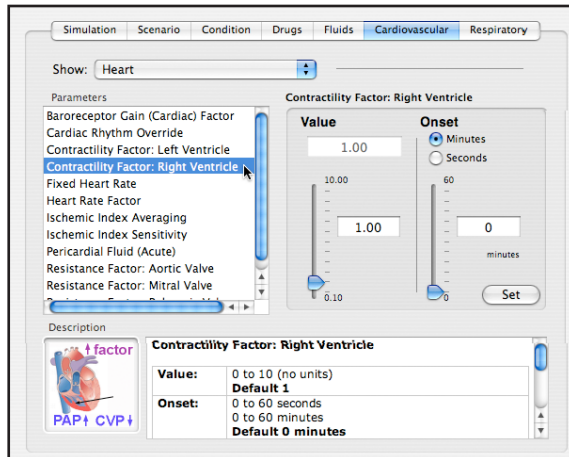 Simulation Scenario Condition Drugs Fluids Cardiovascular Respiratory
Show: Heart
Parameters
Baroreceptor Gain (Cardiac) Factor
Cardiac Rhythm Override
Contractility Factor: Left Ventricle
Contractility Factor: Right Ventricle
Fixed Heart Rate
Heart Rate Factor
Ischemic Index Averaging
Ischemic Index Sensitivity
Pericardial Fluid (Acute)
Resistance Factor: Aortic Valve
Resistance Factor: Mitral Valve
Contractility Factor: Right Ventricle
Value Onset
1.00
Minutes
Seconds
10.00 60
1.00 0
minutes
0.10 0
Set
Description
↑factor
PAP↑ CVP↓
Contractility Factor: Right Ventricle
Value: 0 to 10 (no units)
Default 1
Onset: 0 to 60 seconds
0 to 60 minutes
Default 0 minutes